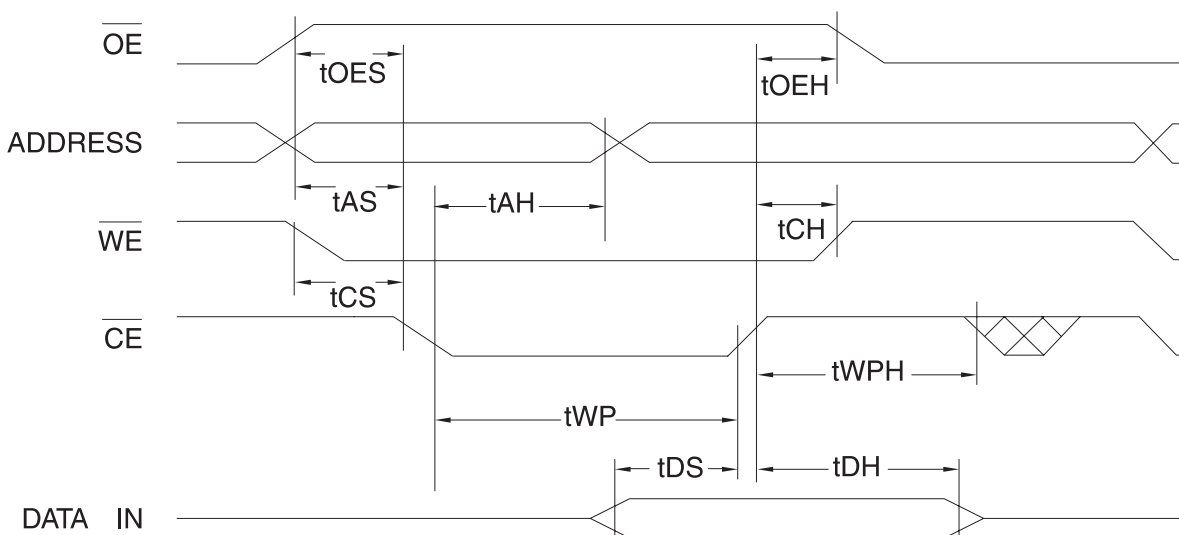 OE
tOES
tOEH
ADDRESS
tAS
tAH
tCH
WE
tCS
CE
tWPH
tWP
tDS
tDH
DATA IN